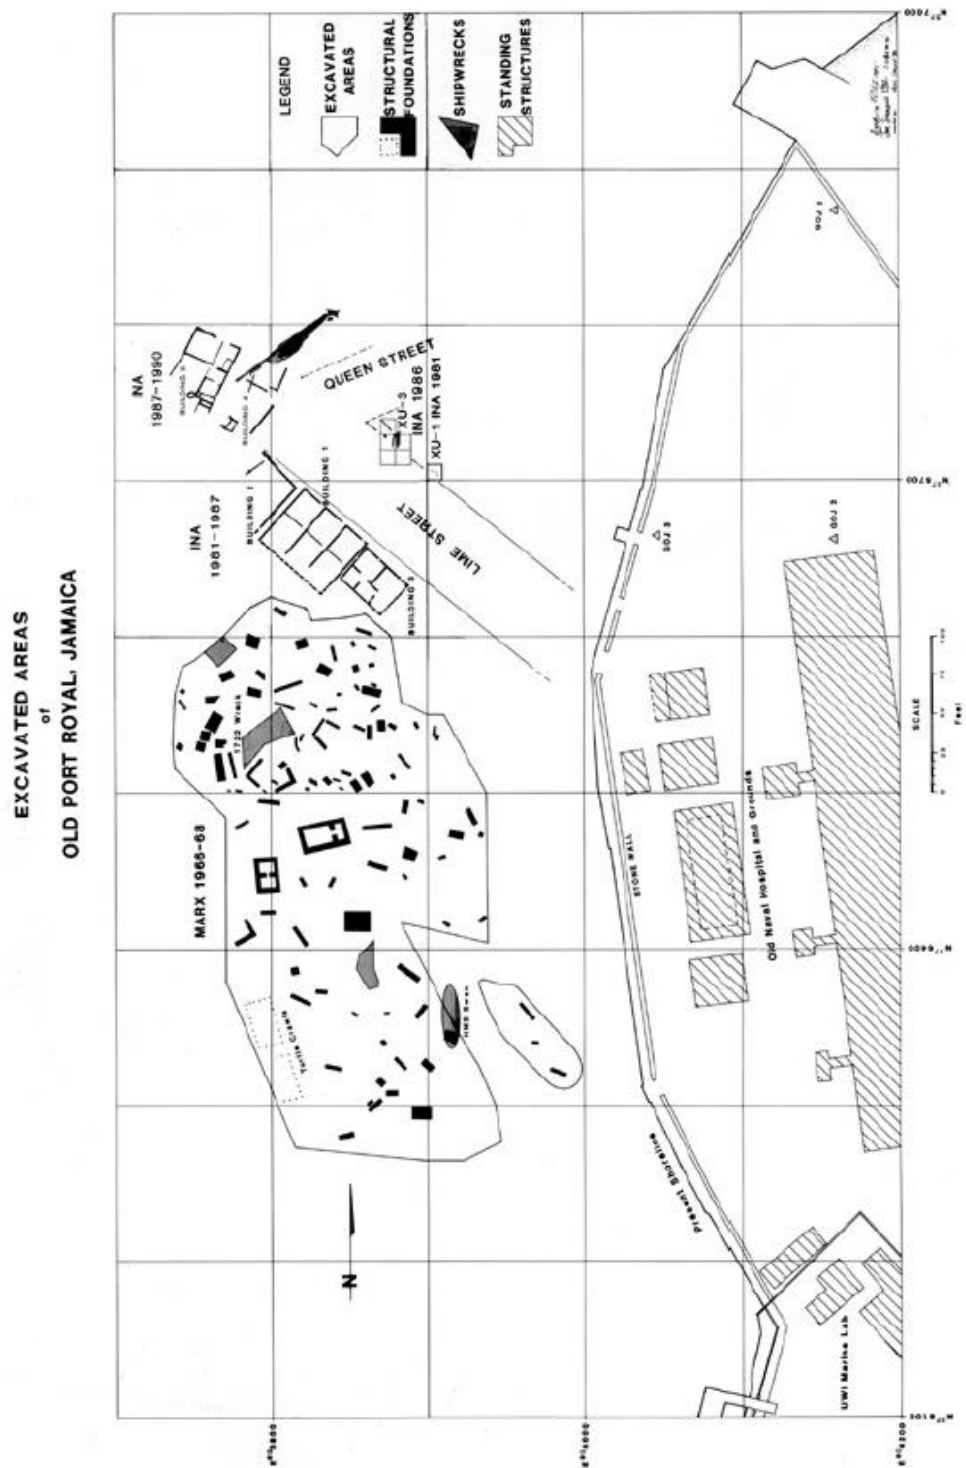 EXCAVATED AREAS
of
OLD PORT ROYAL, JAMAICA
LEGEND
EXCAVATED
AREAS
STRUCTURAL
FOUNDATIONS
SHIPWRECKS
STANDING
STRUCTURES
INA
1987-1990
BUILDING 5
BUILDING 4
QUEEN STREET
XU-3
INA 1986
XU-1 INA 1981
INA
1981-1987
BUILDING 2
BUILDING 1
BUILDING 3
LIME STREET
MARX 1965-68
1722 Wreck
Turtle Crawls
HMS Swan
N
STONE WALL
Present Shoreline
Old Naval Hospital and Grounds
UWI Marine Lab
GOJ 3
GOJ 2
SCALE
Feet